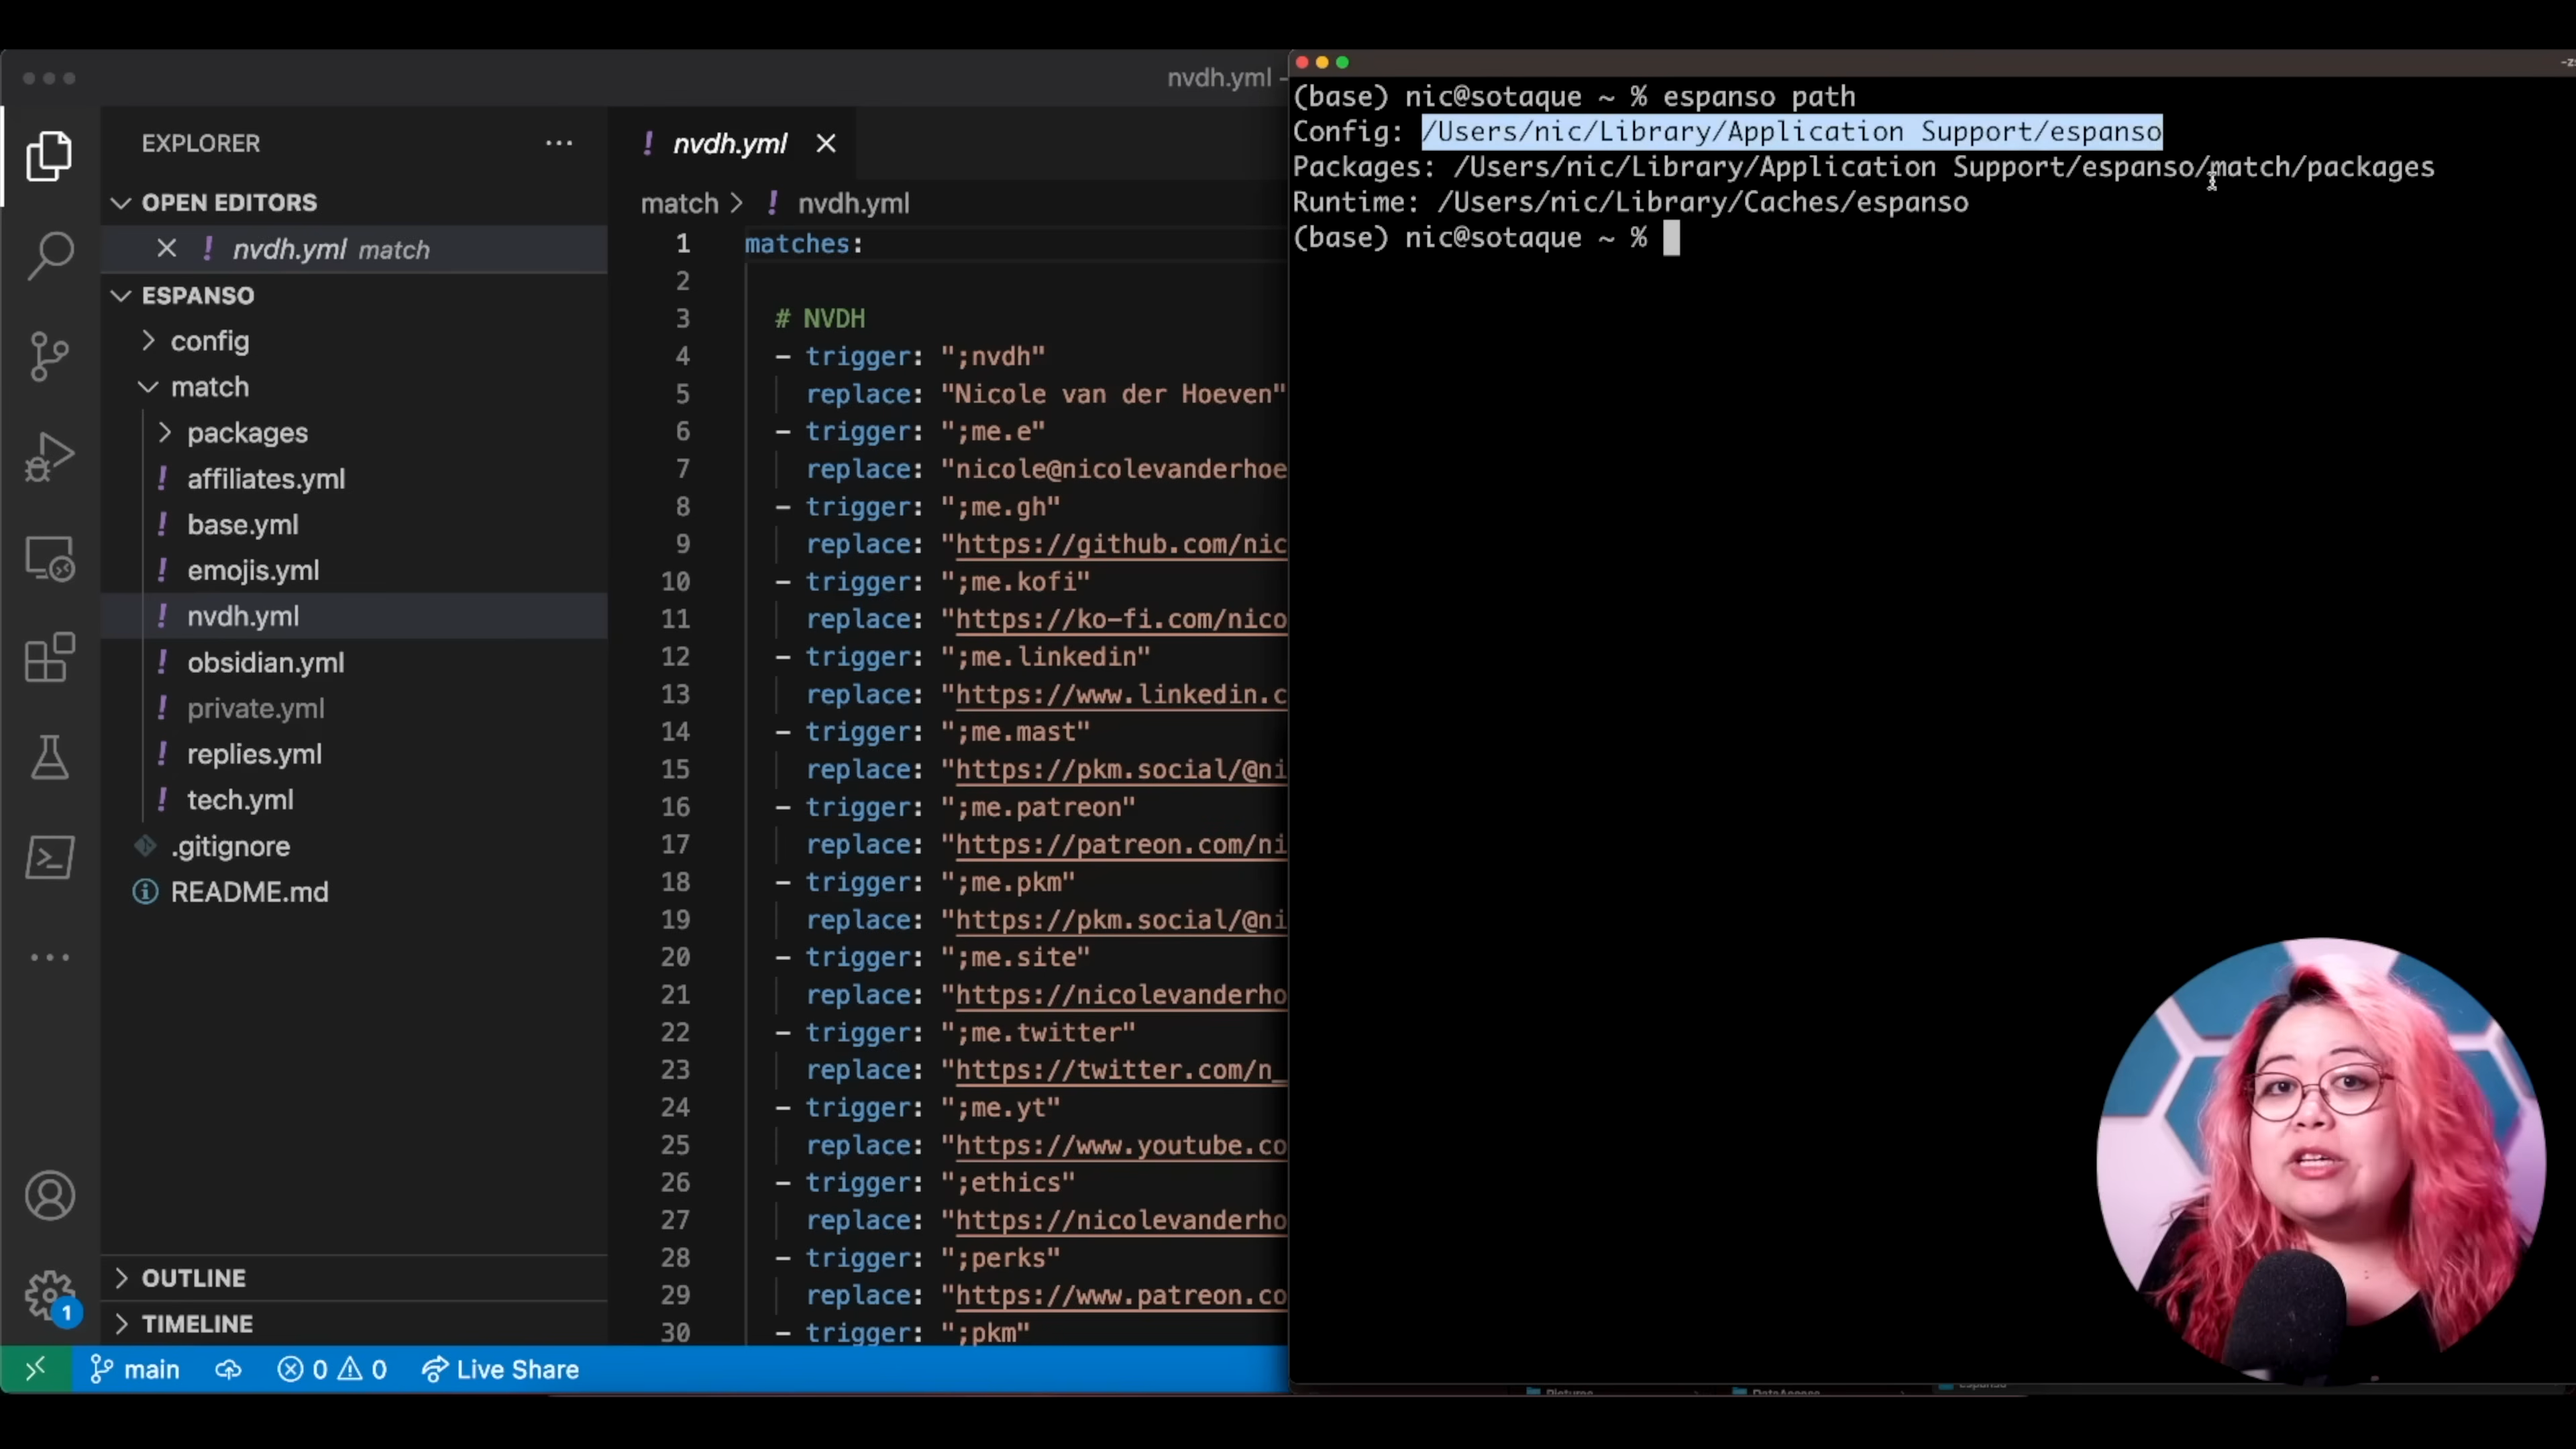 nvdh.yml –
EXPLORER
OPEN EDITORS
nvdh.yml match
ESPANSO
config
match
packages
affiliates.yml
base.yml
emojis.yml
nvdh.yml
obsidian.yml
private.yml
replies.yml
tech.yml
.gitignore
README.md
OUTLINE
TIMELINE
1
main
0 0
Live Share
nvdh.yml
match > ! nvdh.yml
1 matches:
2
3 # NVDH
4 - trigger: ";nvdh"
5 replace: "Nicole van der Hoeven"
6 - trigger: ";me.e"
7 replace: "nicole@nicolevanderhoe
8 - trigger: ";me.gh"
9 replace: "https://github.com/nic
10 - trigger: ";me.kofi"
11 replace: "https://ko-fi.com/nico
12 - trigger: ";me.linkedin"
13 replace: "https://www.linkedin.c
14 - trigger: ";me.mast"
15 replace: "https://pkm.social/@ni
16 - trigger: ";me.patreon"
17 replace: "https://patreon.com/ni
18 - trigger: ";me.pkm"
19 replace: "https://pkm.social/@ni
20 - trigger: ";me.site"
21 replace: "https://nicolevanderho
22 - trigger: ";me.twitter"
23 replace: "https://twitter.com/n_
24 - trigger: ";me.yt"
25 replace: "https://www.youtube.co
26 - trigger: ";ethics"
27 replace: "https://nicolevanderho
28 - trigger: ";perks"
29 replace: "https://www.patreon.co
30 - trigger: ";pkm"
(base) nic@sotaque ~ % espanso path
Config: /Users/nic/Library/Application Support/espanso
Packages: /Users/nic/Library/Application Support/espanso/match/packages
Runtime: /Users/nic/Library/Caches/espanso
(base) nic@sotaque ~ %